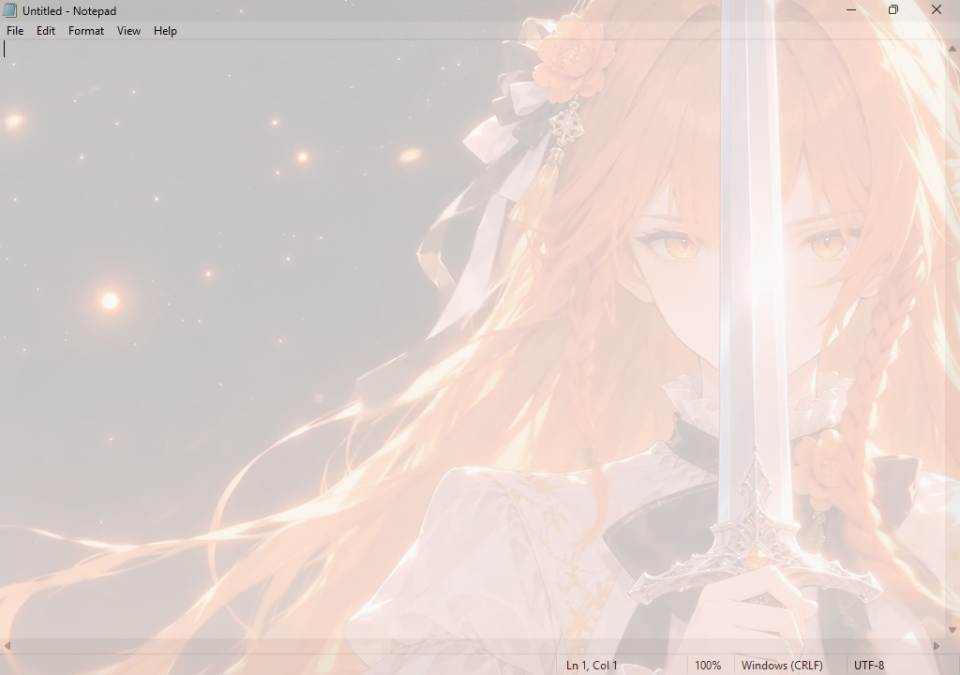 Untitled - Notepad
File Edit Format View Help
Ln 1, Col 1 100% Windows (CRLF) UTF-8